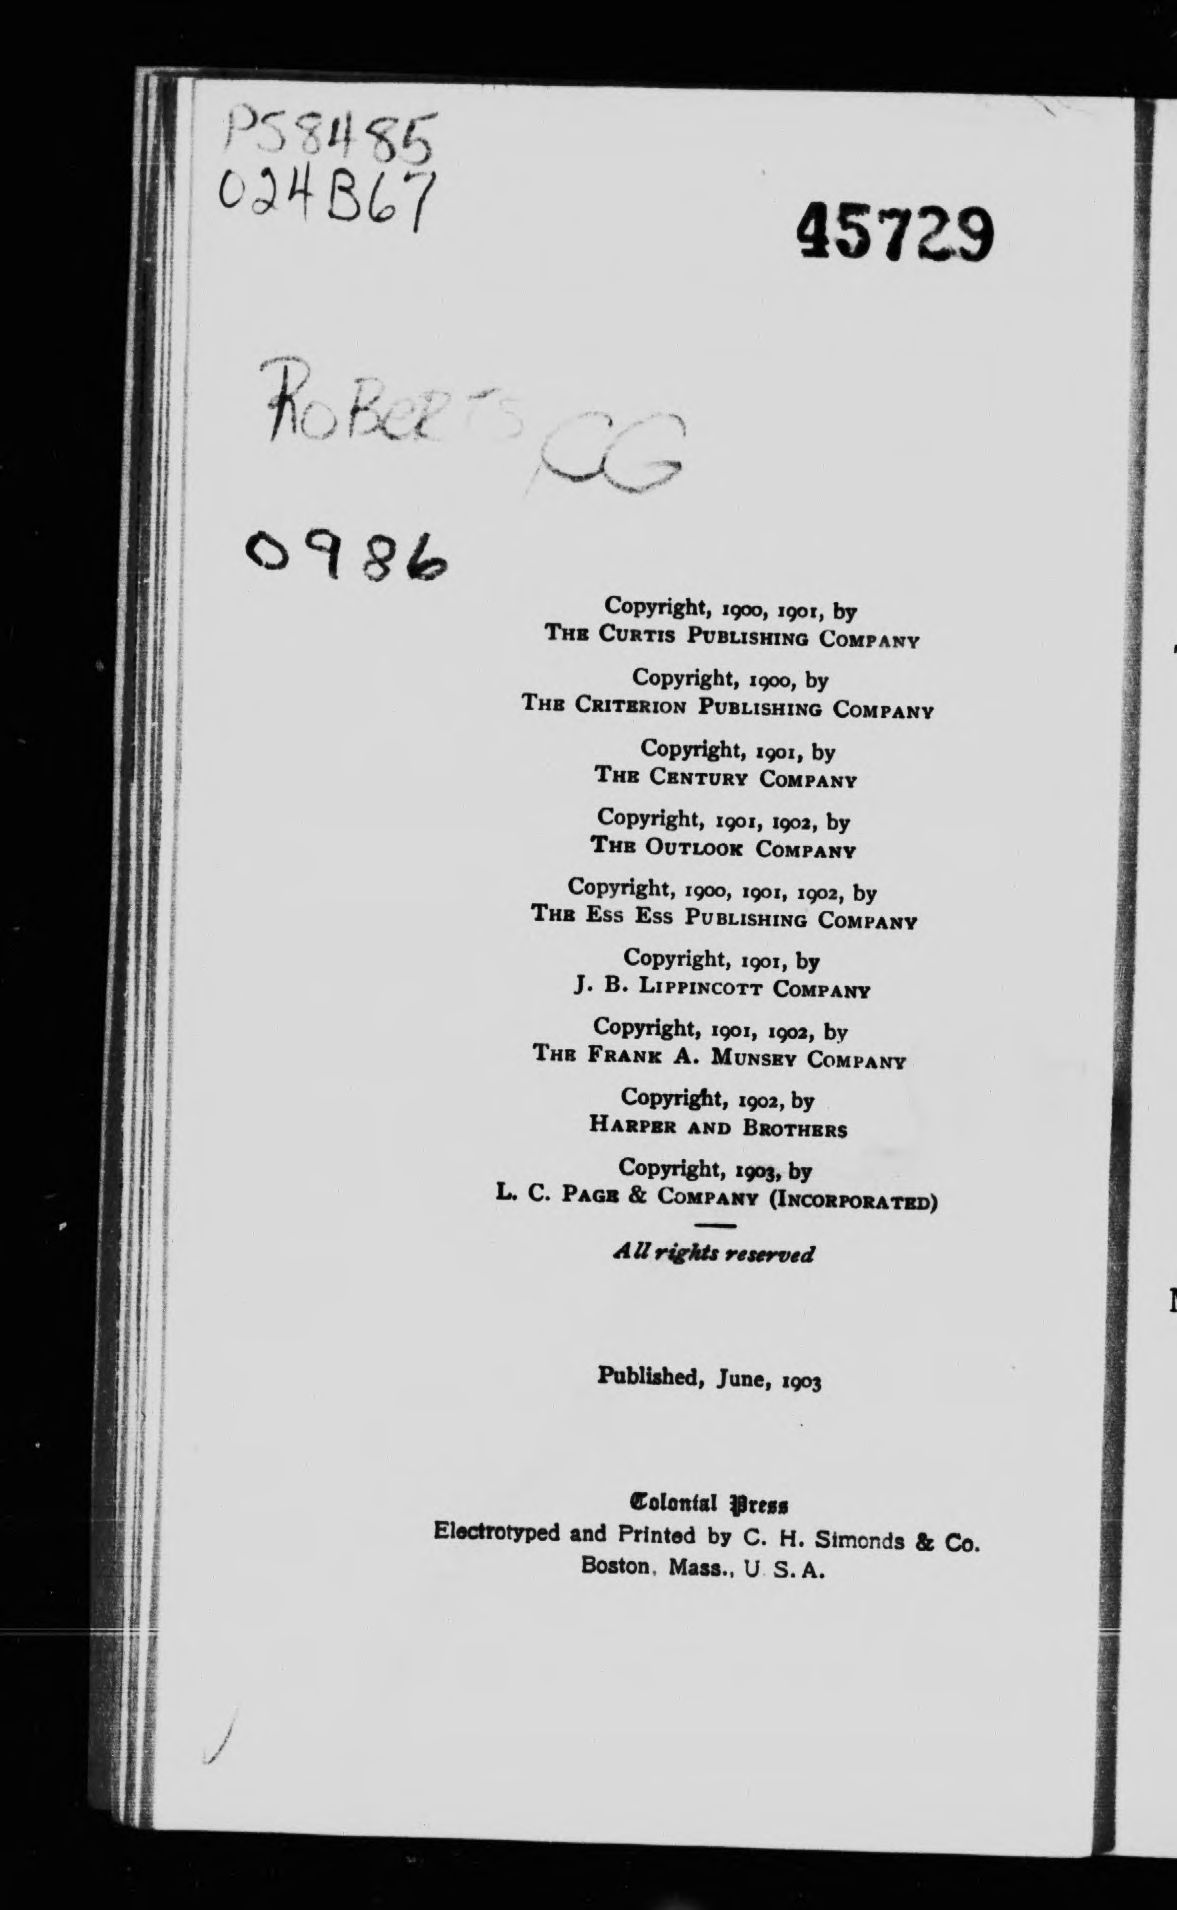 PS8485
O24B67
45729
ROBERTS, CG
0986
Copyright, 1900, 1901, by
THE CURTIS PUBLISHING COMPANY
Copyright, 1900, by
THE CRITERION PUBLISHING COMPANY
Copyright, 1901, by
THE CENTURY COMPANY
Copyright, 1901, 1902, by
THE OUTLOOK COMPANY
Copyright, 1900, 1901, 1902, by
THE ESS ESS PUBLISHING COMPANY
Copyright, 1901, by
J. B. LIPPINCOTT COMPANY
Copyright, 1901, 1902, by
THE FRANK A. MUNSEY COMPANY
Copyright, 1902, by
HARPER AND BROTHERS
Copyright, 1903, by
L. C. PAGE & COMPANY (INCORPORATED)
All rights reserved
Published, June, 1903
Colonial Press
Electrotyped and Printed by C. H. Simonds & Co.
Boston, Mass., U. S. A.